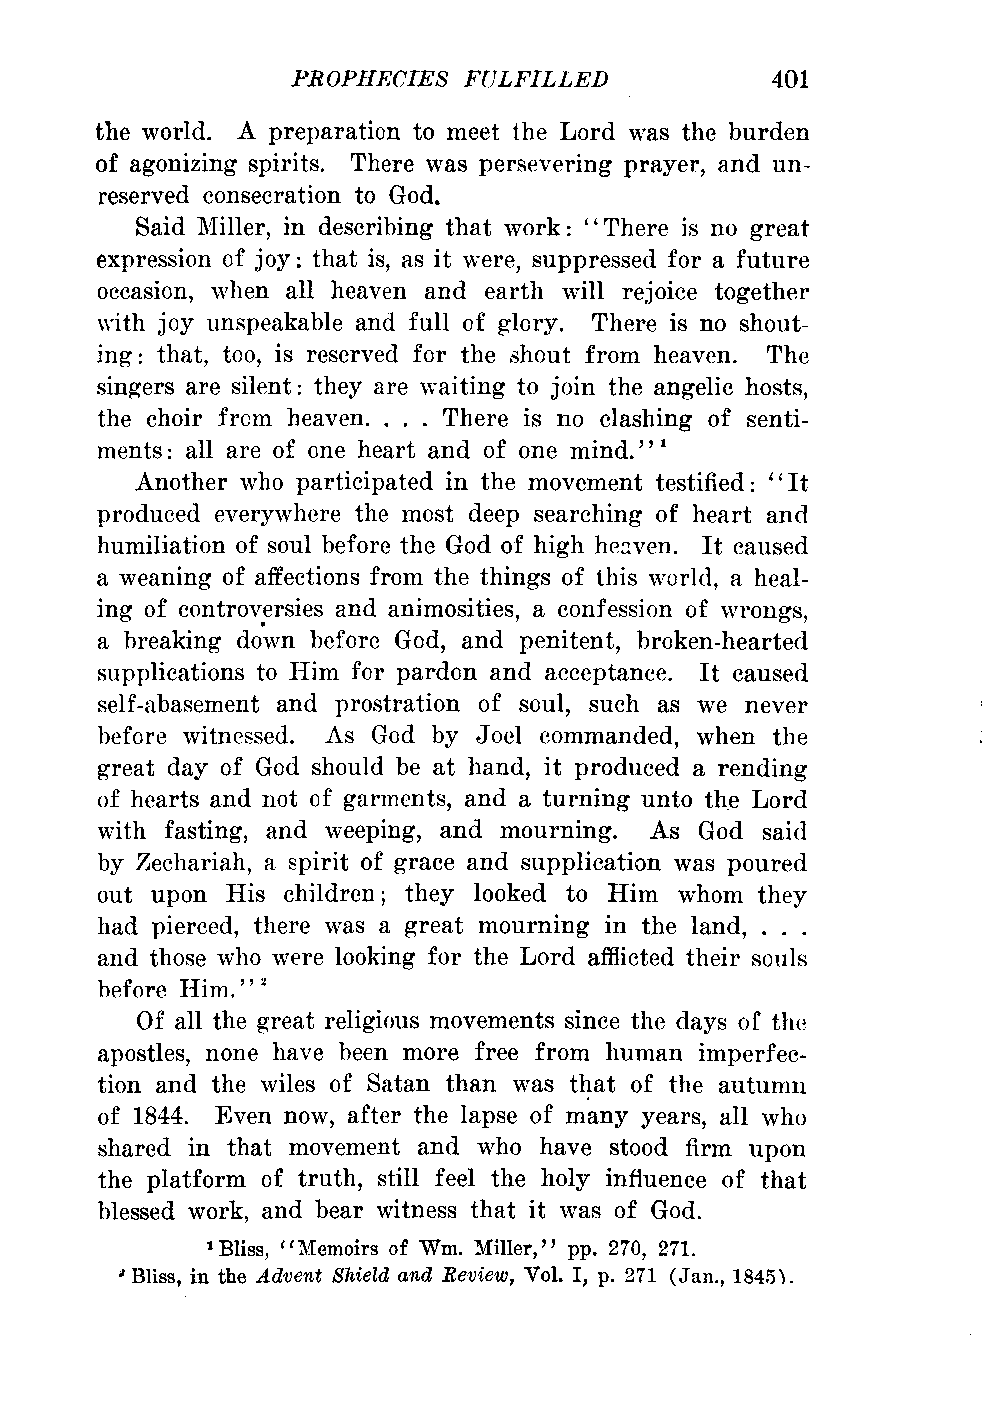 PROPHECIES FULFILLED 401
the world. A preparation to meet the Lord was the burden
of agonizing spirits. There was persevering prayer, and un-
reserved consecration to God.
Said Miller, in describing that work: “There is no great
expression of joy: that is, as it were, suppressed for a future
occasion, when all heaven and earth will rejoice together
with joy unspeakable and full of glory. There is no shout-
ing: that, too, is reserved for the shout from heaven. The
singers are silent: they are waiting to join the angelic hosts,
the choir from heaven. . . . There is no clashing of senti-
ments: all are of one heart and of one mind.”¹
Another who participated in the movement testified: “It
produced everywhere the most deep searching of heart and
humiliation of soul before the God of high heaven. It caused
a weaning of affections from the things of this world, a heal-
ing of controversies and animosities, a confession of wrongs,
a breaking down before God, and penitent, broken-hearted
supplications to Him for pardon and acceptance. It caused
self-abasement and prostration of soul, such as we never
before witnessed. As God by Joel commanded, when the
great day of God should be at hand, it produced a rending
of hearts and not of garments, and a turning unto the Lord
with fasting, and weeping, and mourning. As God said
by Zechariah, a spirit of grace and supplication was poured
out upon His children; they looked to Him whom they
had pierced, there was a great mourning in the land, . . .
and those who were looking for the Lord afflicted their souls
before Him.”²
Of all the great religious movements since the days of the
apostles, none have been more free from human imperfec-
tion and the wiles of Satan than was that of the autumn
of 1844. Even now, after the lapse of many years, all who
shared in that movement and who have stood firm upon
the platform of truth, still feel the holy influence of that
blessed work, and bear witness that it was of God.
¹ Bliss, “Memoirs of Wm. Miller,” pp. 270, 271.
² Bliss, in the Advent Shield and Review, Vol. I, p. 271 (Jan., 1845).